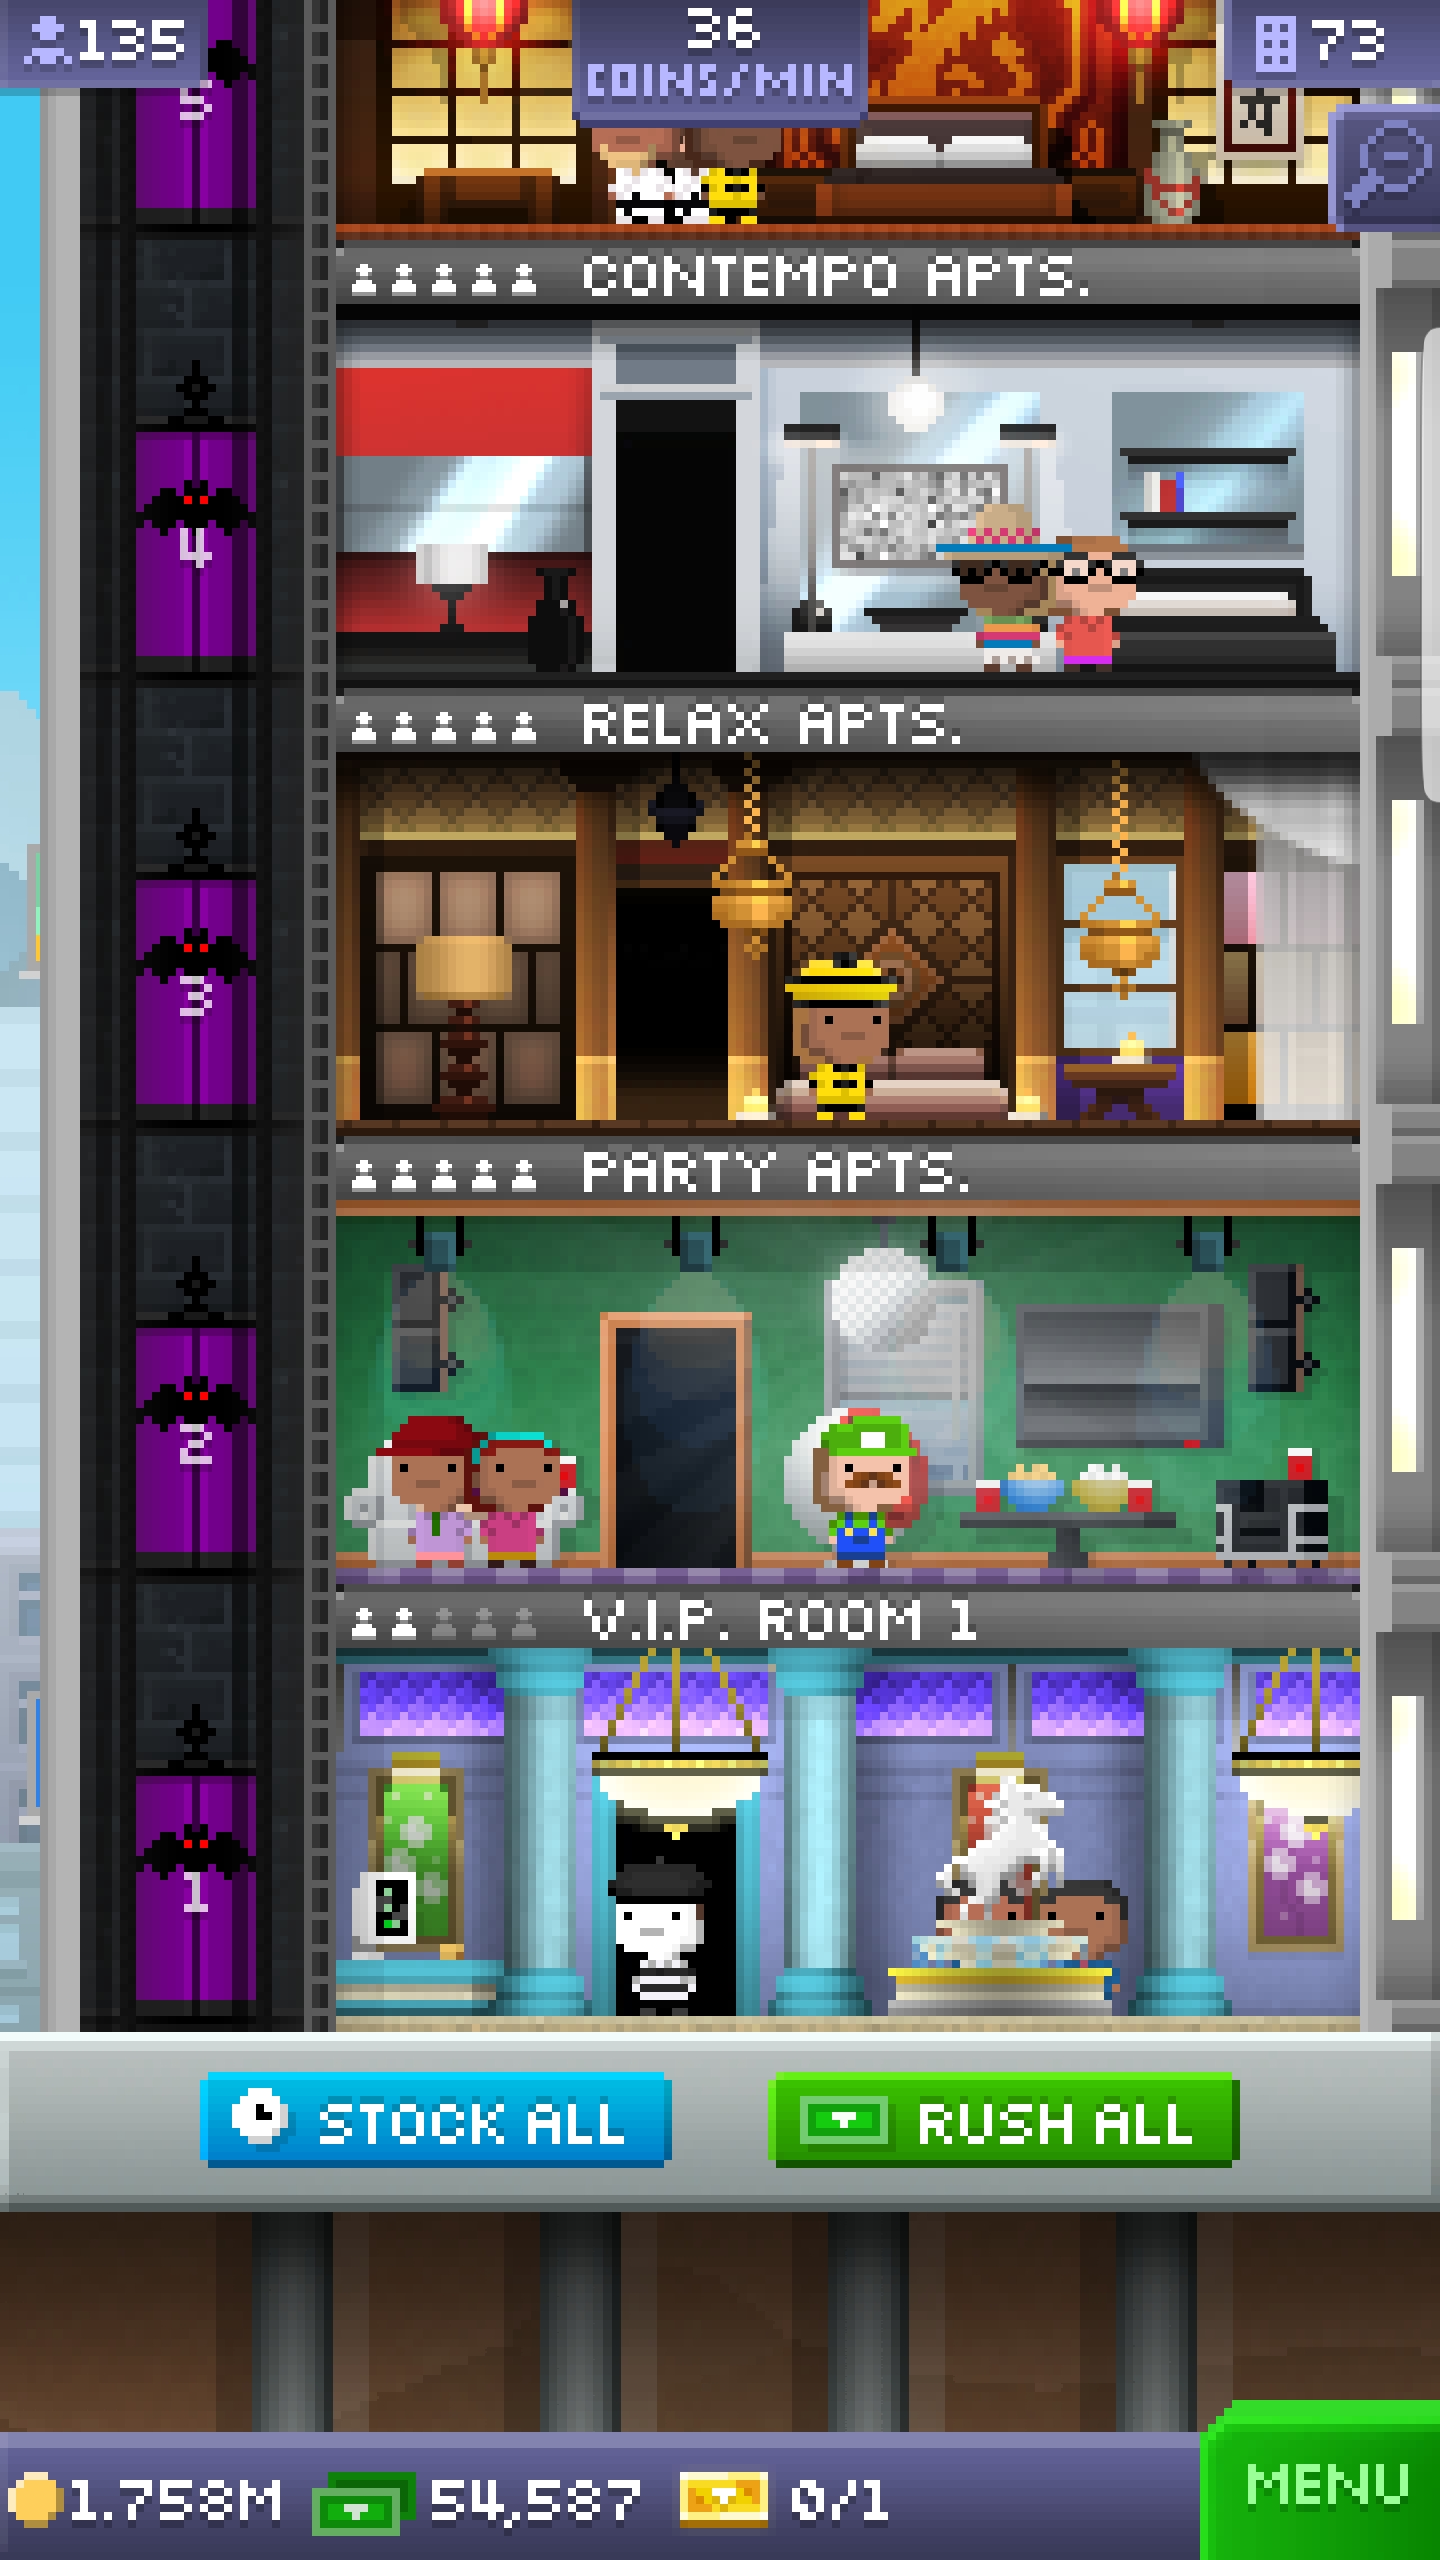 135
36
COINS/MIN
73
5
CONTEMPO APTS.
4
RELAX APTS.
3
PARTY APTS.
2
V.I.P. ROOM 1
1
STOCK ALL
RUSH ALL
1.758M
54,587
0/1
MENU